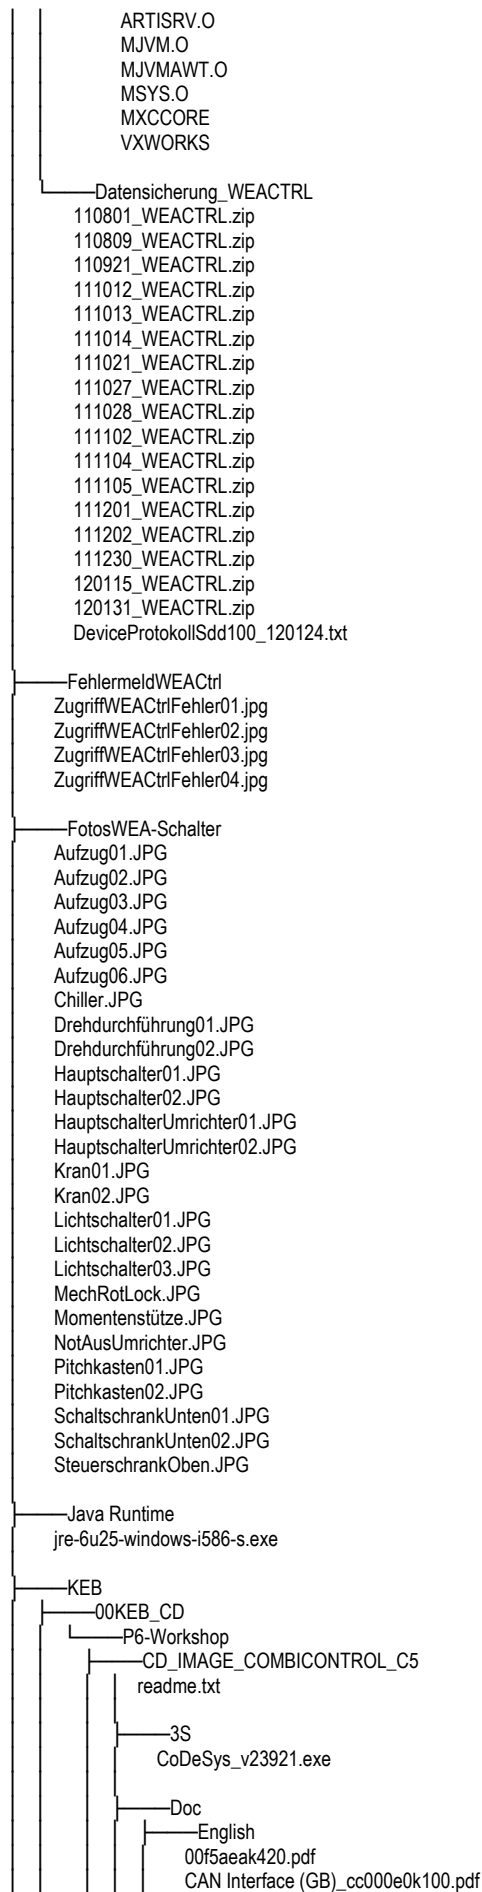 ARTISRV.O
MJVM.O
MJVMAWT.O
MSYS.O
MXCCORE
VXWORKS
Datensicherung_WEACTRL
110801_WEACTRL.zip
110809_WEACTRL.zip
110921_WEACTRL.zip
111012_WEACTRL.zip
111013_WEACTRL.zip
111014_WEACTRL.zip
111021_WEACTRL.zip
111027_WEACTRL.zip
111028_WEACTRL.zip
111102_WEACTRL.zip
111104_WEACTRL.zip
111105_WEACTRL.zip
111201_WEACTRL.zip
111202_WEACTRL.zip
111230_WEACTRL.zip
120115_WEACTRL.zip
120131_WEACTRL.zip
DeviceProtokollSdd100_120124.txt
FehlermeldWEACtrl
ZugriffWEACtrlFehler01.jpg
ZugriffWEACtrlFehler02.jpg
ZugriffWEACtrlFehler03.jpg
ZugriffWEACtrlFehler04.jpg
FotosWEA-Schalter
Aufzug01.JPG
Aufzug02.JPG
Aufzug03.JPG
Aufzug04.JPG
Aufzug05.JPG
Aufzug06.JPG
Chiller.JPG
Drehdurchführung01.JPG
Drehdurchführung02.JPG
Hauptschalter01.JPG
Hauptschalter02.JPG
HauptschalterUmrichter01.JPG
HauptschalterUmrichter02.JPG
Kran01.JPG
Kran02.JPG
Lichtschalter01.JPG
Lichtschalter02.JPG
Lichtschalter03.JPG
MechRotLock.JPG
Momentenstütze.JPG
NotAusUmrichter.JPG
Pitchkasten01.JPG
Pitchkasten02.JPG
SchaltschrankUnten01.JPG
SchaltschrankUnten02.JPG
SteuerschrankOben.JPG
Java Runtime
jre-6u25-windows-i586-s.exe
KEB
00KEB_CD
P6-Workshop
CD_IMAGE_COMBICONTROL_C5
readme.txt
3S
CoDeSys_v23921.exe
Doc
English
00f5aeak420.pdf
CAN Interface (GB)_cc000e0k100.pdf